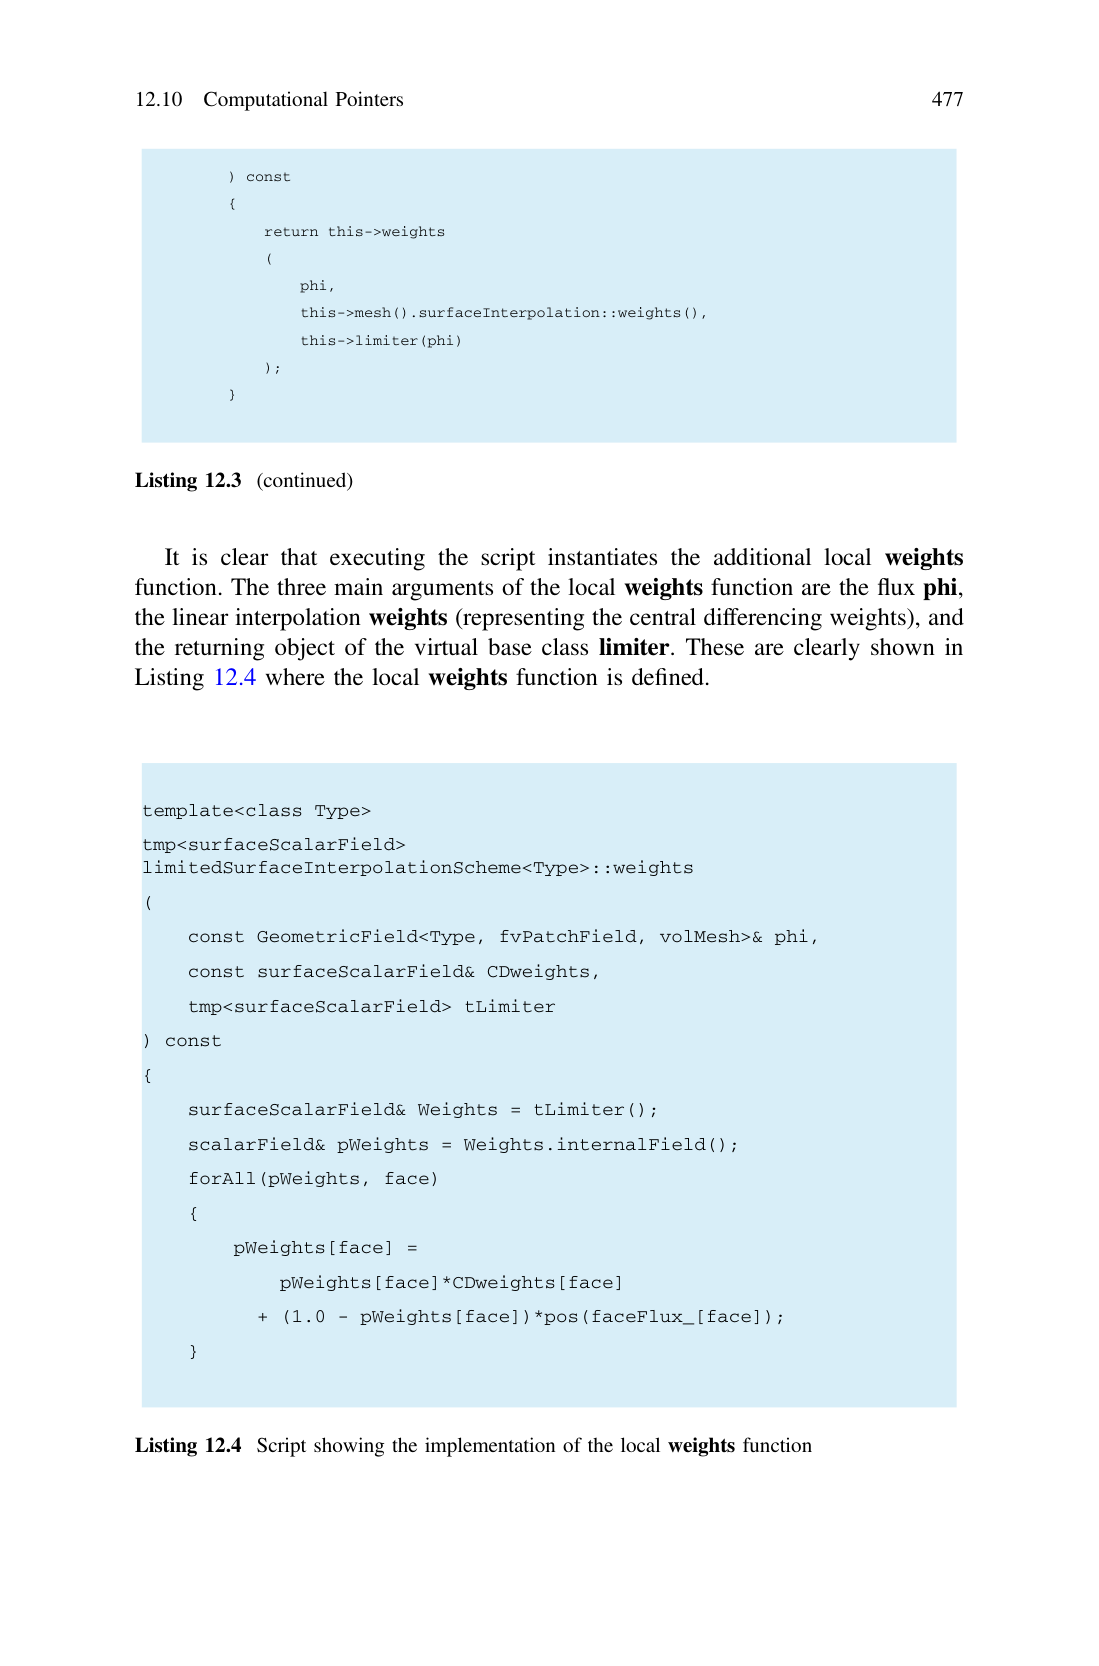 12.10 Computational Pointers 477
) const
{
return this->weights
(
phi,
this->mesh().surfaceInterpolation::weights(),
this->limiter(phi)
);
}
Listing 12.3 (continued)
It is clear that executing the script instantiates the additional local weights
function. The three main arguments of the local weights function are the flux phi,
the linear interpolation weights (representing the central differencing weights), and
the returning object of the virtual base class limiter. These are clearly shown in
Listing 12.4 where the local weights function is defined.
template<class Type>
tmp<surfaceScalarField>
limitedSurfaceInterpolationScheme<Type>::weights
(
const GeometricField<Type, fvPatchField, volMesh>& phi,
const surfaceScalarField& CDweights,
tmp<surfaceScalarField> tLimiter
) const
{
surfaceScalarField& Weights = tLimiter();
scalarField& pWeights = Weights.internalField();
forAll(pWeights, face)
{
pWeights[face] =
pWeights[face]*CDweights[face]
+ (1.0 - pWeights[face])*pos(faceFlux_[face]);
}
Listing 12.4 Script showing the implementation of the local weights function